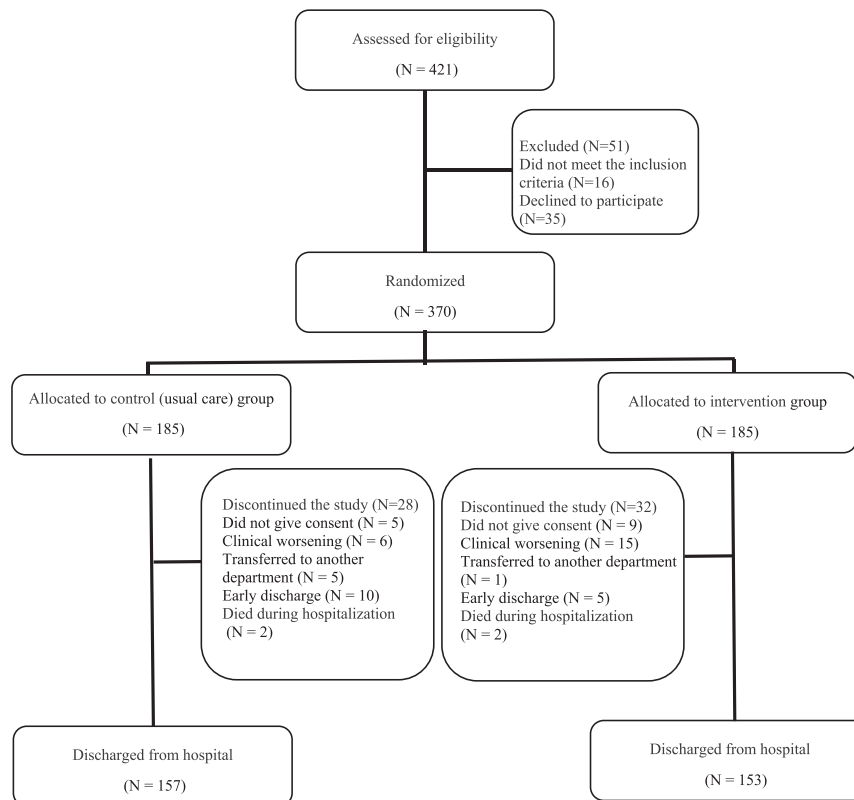 Assessed for eligibility
(N = 421)
Excluded (N=51)
Did not meet the inclusion
criteria (N=16)
Declined to participate
(N=35)
Randomized
(N = 370)
Allocated to control (usual care) group
(N = 185)
Allocated to intervention group
(N = 185)
Discontinued the study (N=28)
Did not give consent (N = 5)
Clinical worsening (N = 6)
Transferred to another
department (N = 5)
Early discharge (N = 10)
Died during hospitalization
(N = 2)
Discontinued the study (N=32)
Did not give consent (N = 9)
Clinical worsening (N = 15)
Transferred to another department
(N = 1)
Early discharge (N = 5)
Died during hospitalization
(N = 2)
Discharged from hospital
(N = 157)
Discharged from hospital
(N = 153)